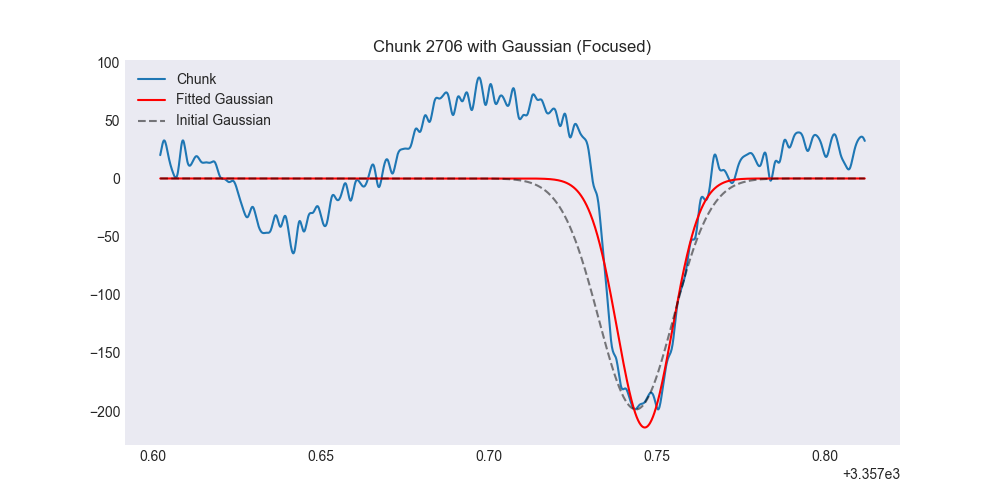 Chunk 2706 with Gaussian (Focused)
Chunk
Fitted Gaussian
Initial Gaussian
100
50
0
−50
−100
−150
−200
0.60 0.65 0.70 0.75 0.80
+3.357e3